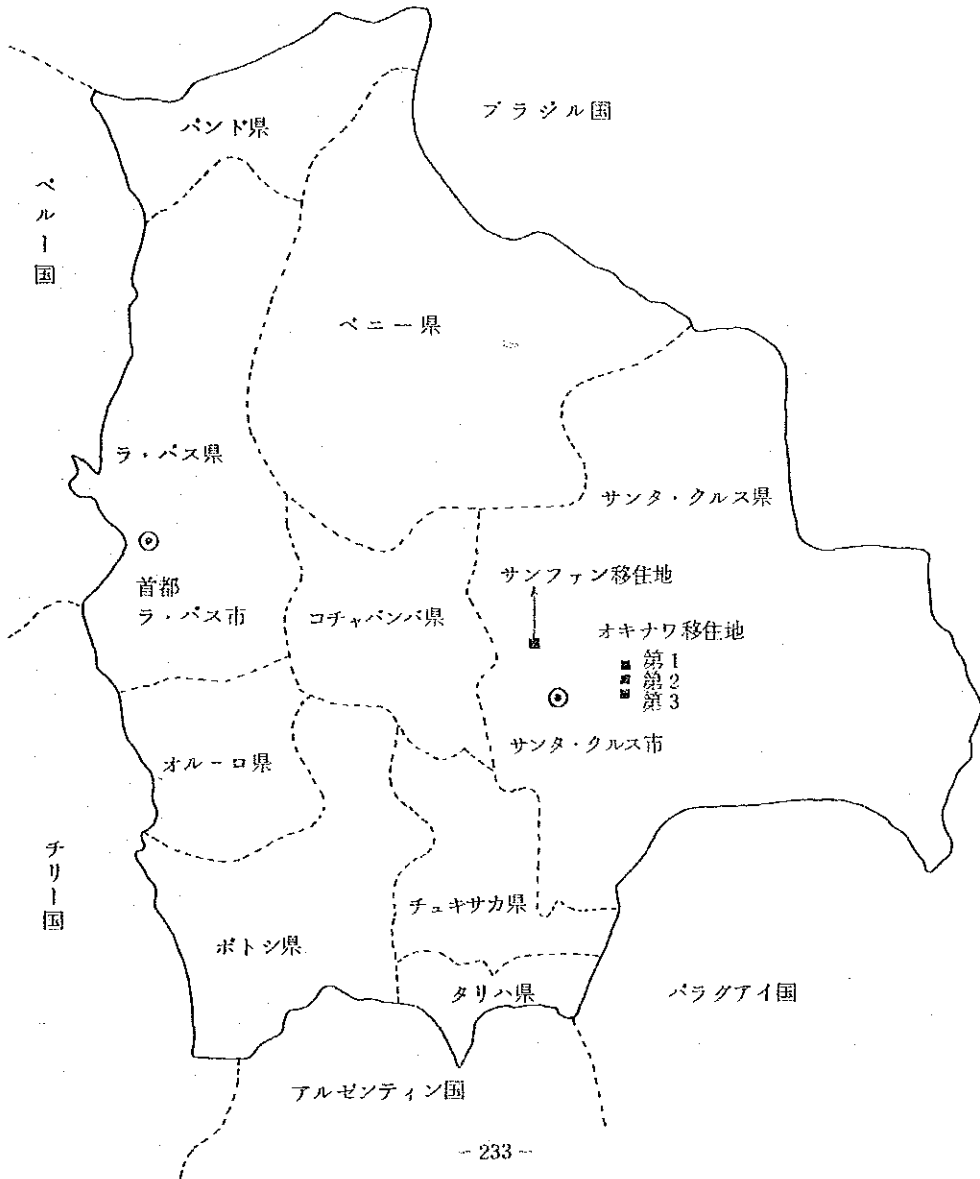 ブラジル国
パンド県
ペルー国
ベニー県
ラ・パス県
サンタ・クルス県
サンファン移住地
首都
ラ・パス市
コチャバンバ県
オキナワ移住地
第1
第2
第3
サンタ・クルス市
オルーロ県
チリー国
チュキサカ県
ポトシ県
タリハ県
パラグアイ国
アルゼンティン国
－233－